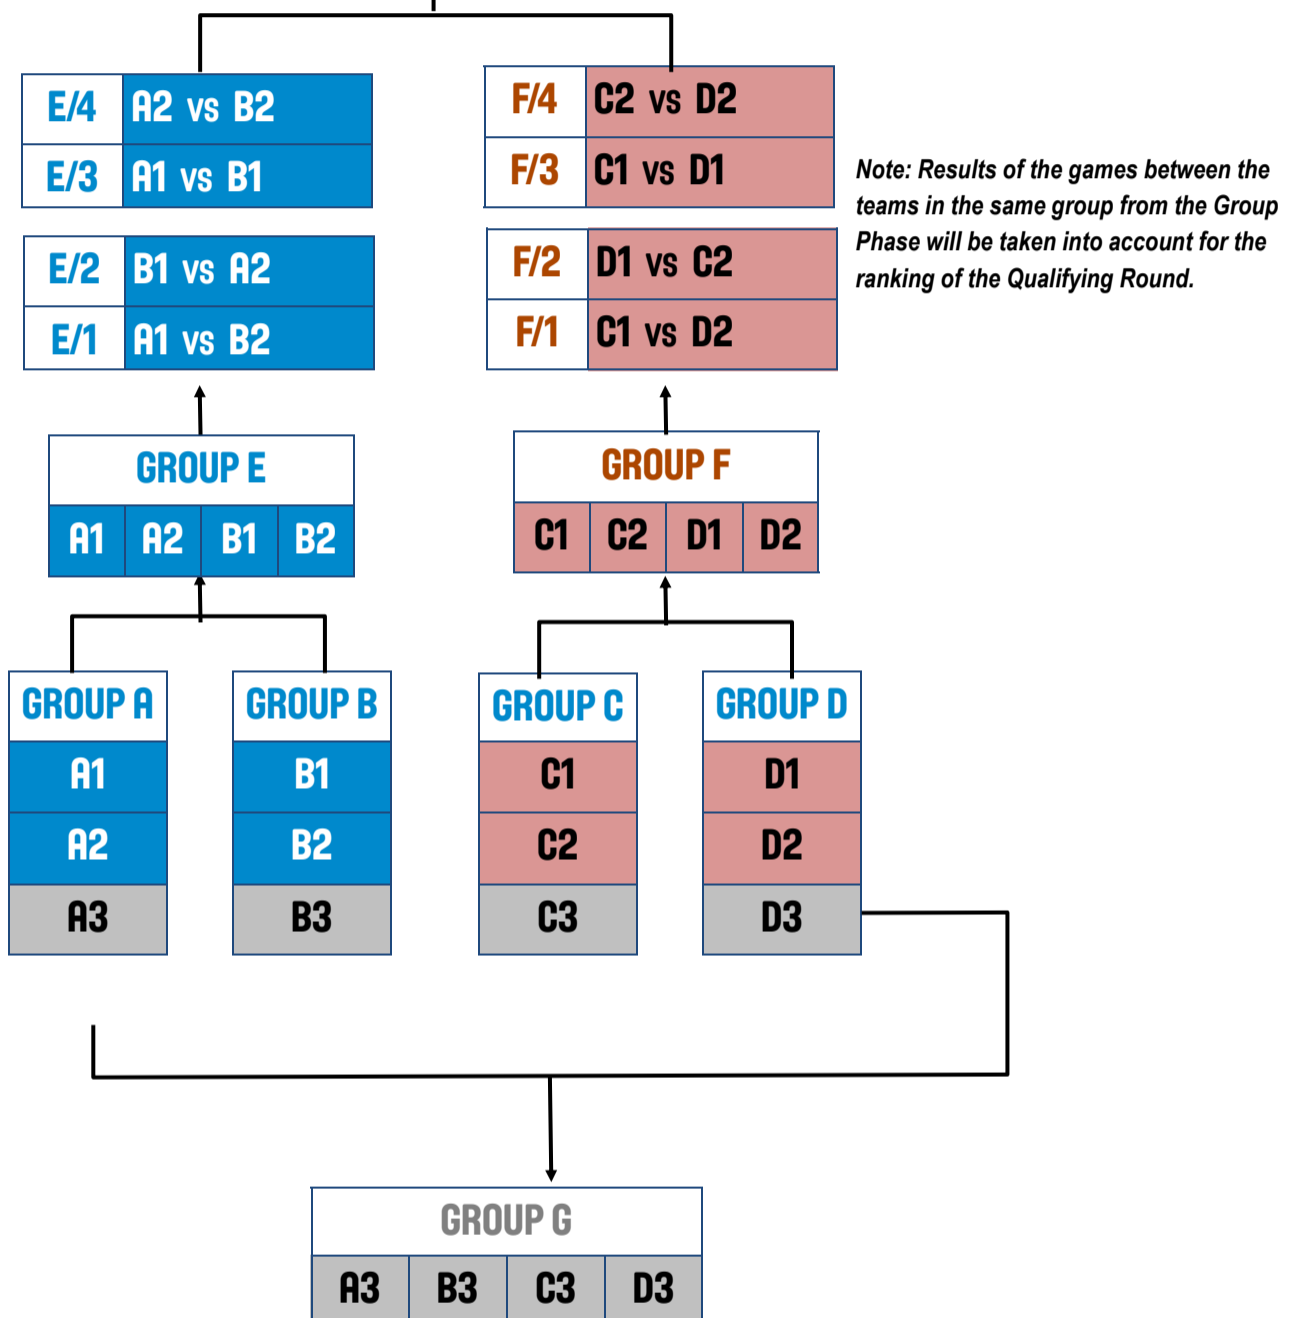 E/4 A2 vs B2
E/3 A1 vs B1
F/4 C2 vs D2
F/3 C1 vs D1
Note: Results of the games between the
teams in the same group from the Group
Phase will be taken into account for the
ranking of the Qualifying Round.
E/2 B1 vs A2
E/1 A1 vs B2
F/2 D1 vs C2
F/1 C1 vs D2
GROUP E
A1 A2 B1 B2
GROUP F
C1 C2 D1 D2
GROUP A
A1
A2
A3
GROUP B
B1
B2
B3
GROUP C
C1
C2
C3
GROUP D
D1
D2
D3
GROUP G
A3 B3 C3 D3